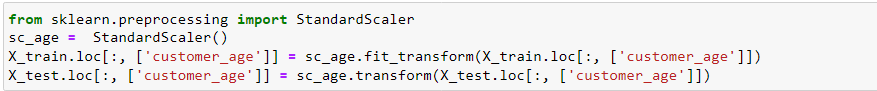 from sklearn.preprocessing import StandardScaler
sc_age =  StandardScaler()
X_train.loc[:, ['customer_age']] = sc_age.fit_transform(X_train.loc[:, ['customer_age']])
X_test.loc[:, ['customer_age']] = sc_age.transform(X_test.loc[:, ['customer_age']])